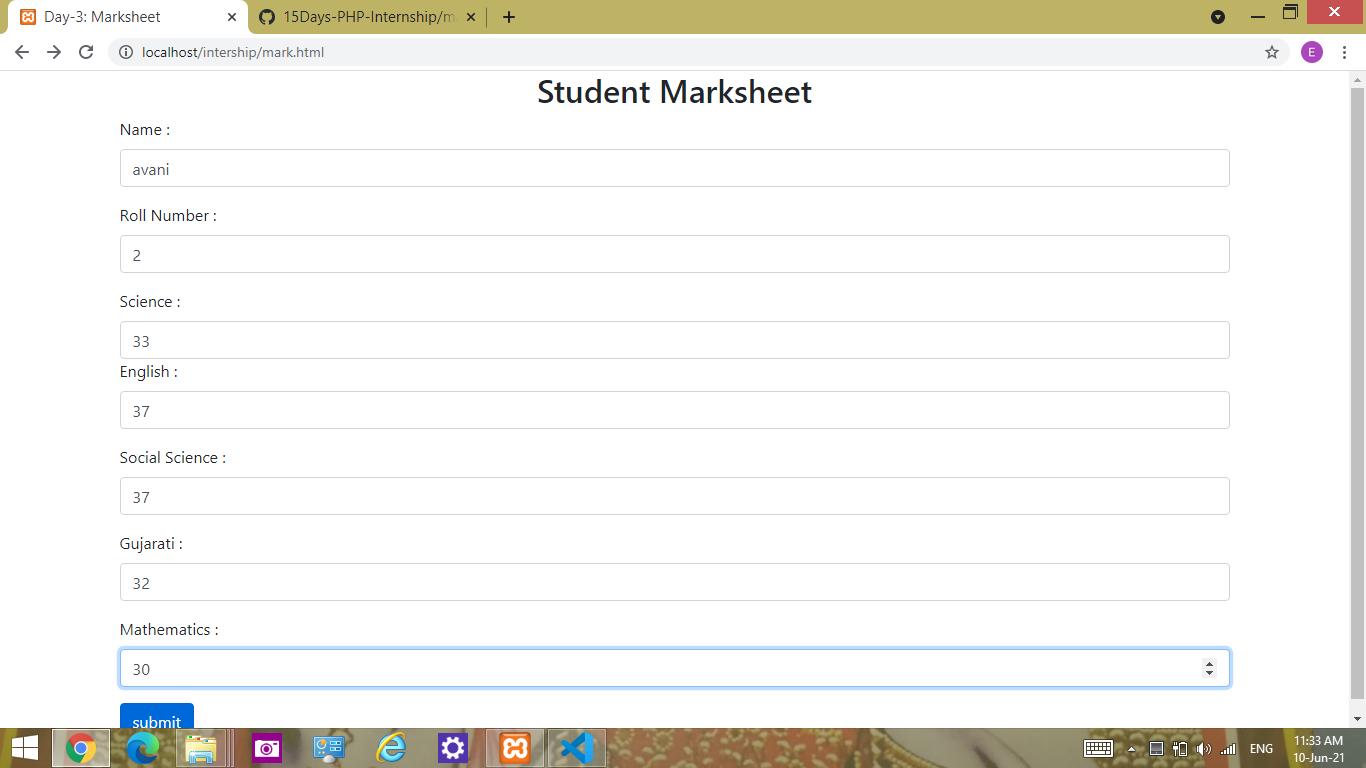 Day-3: Marksheet
15Days-PHP-Internship/m
localhost/intership/mark.html
E
Student Marksheet
Name :
avani
Roll Number :
2
Science :
33
English :
37
Social Science :
37
Gujarati :
32
Mathematics :
30
submit
ENG
11:33 AM
10-Jun-21